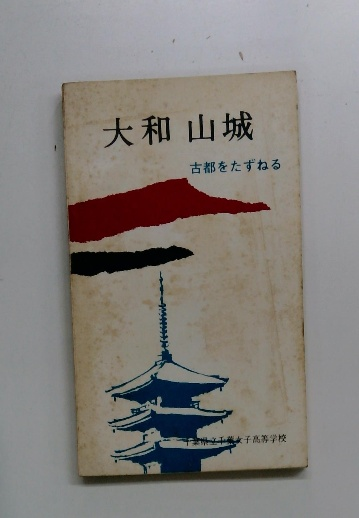 大和 山城
古都をたずねる
千葉県立千葉女子高等学校